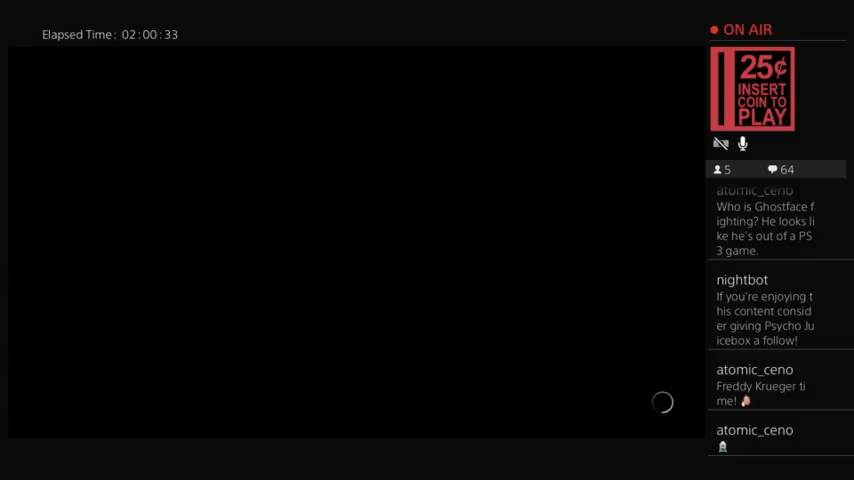 Elapsed Time: 02:00:33
ON AIR
25¢
INSERT
COIN TO
PLAY
5
64
atomic_ceno
Who is Ghostface f
ighting? He looks li
ke he's out of a PS
3 game.
nightbot
If you're enjoying t
his content consid
er giving Psycho Ju
icebox a follow!
atomic_ceno
Freddy Krueger ti
me!
atomic_ceno